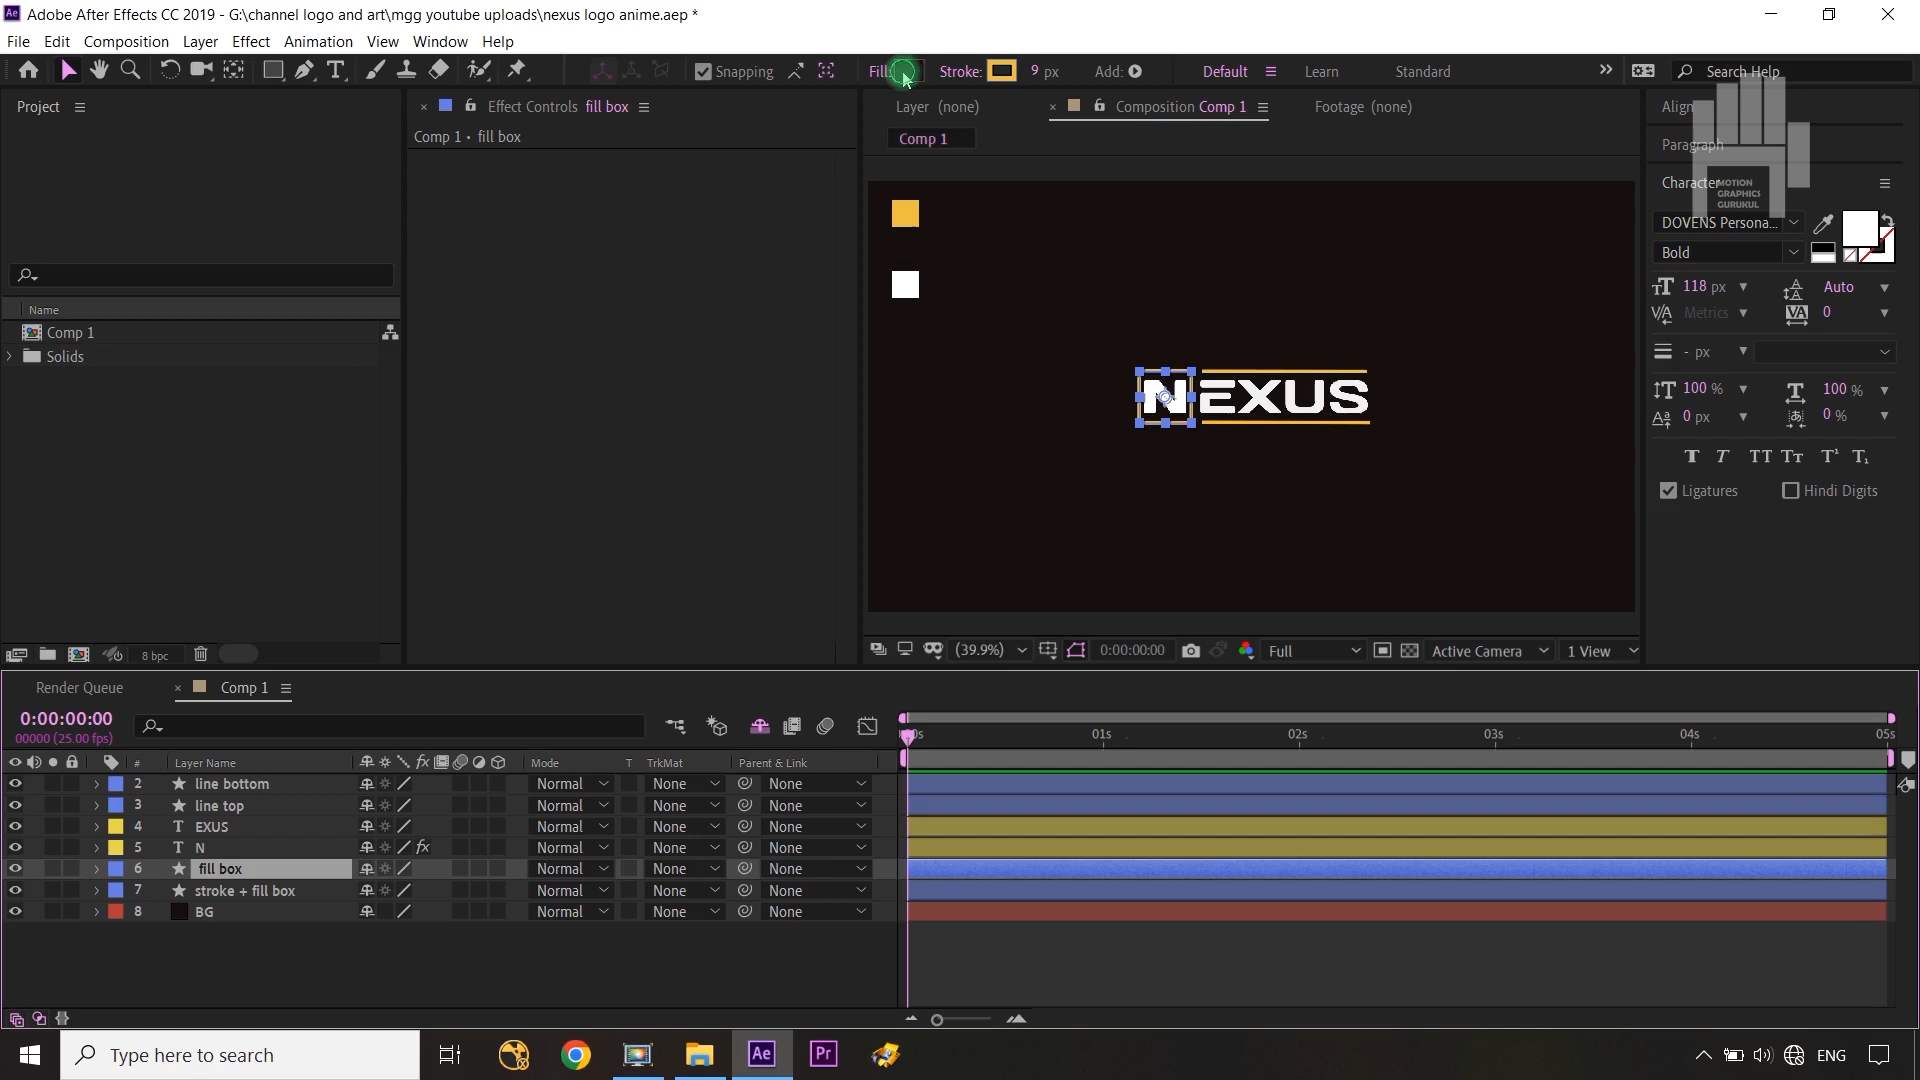 Adobe After Effects CC 2019 - G:\channel logo and art\mgg youtube uploads\nexus logo anime.aep *
File Edit Composition Layer Effect Animation View Window Help
Snapping Fill: Stroke: 9 px Add: Default Learn Standard Search Help
Project
Effect Controls fill box
Comp 1 • fill box
Layer (none) Composition Comp 1 Footage (none)
Comp 1
Align
Paragraph
Character
MOTION
GRAPHICS
GURUKUL
DOVENS Persona...
Bold
118 px Auto
Metrics 0
- px
100 % 100 %
0 px 0 %
T T TT Tт T¹ T₁
Ligatures Hindi Digits
Name
Comp 1
Solids
8 bpc
NEXUS
(39.9%) 0:00:00:00 Full Active Camera 1 View
Render Queue Comp 1
0:00:00:00
00000 (25.00 fps)
01s 02s 03s 04s 05s
# Layer Name Mode T TrkMat Parent & Link
2 line bottom Normal None None
3 line top Normal None None
4 T EXUS Normal None None
5 T N fx Normal None None
6 fill box Normal None None
7 stroke + fill box Normal None None
8 BG Normal None None
Type here to search Ae Pr ENG